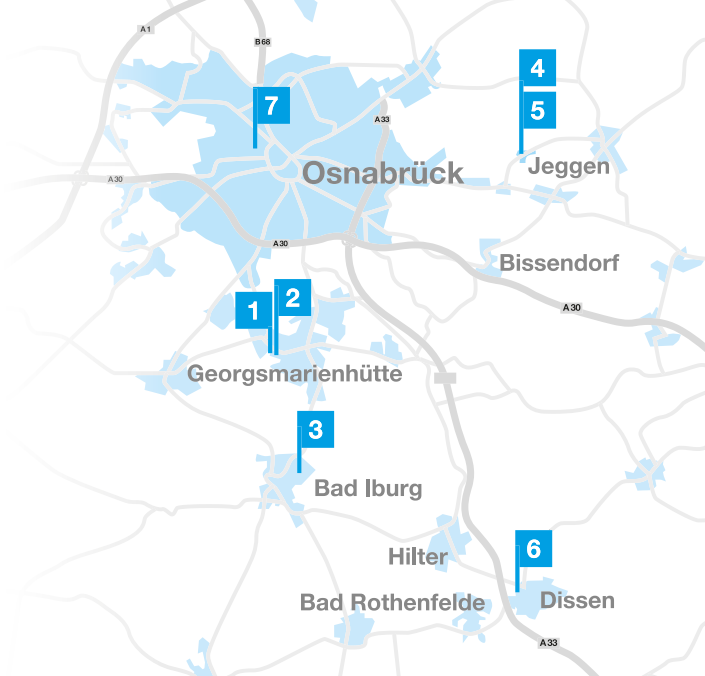 A1
B68
4
7
5
A33
Osnabrück
Jeggen
A30
A30
Bissendorf
1
2
A30
Georgsmarienhütte
3
Bad Iburg
6
Hilter
Bad Rothenfelde
Dissen
A33